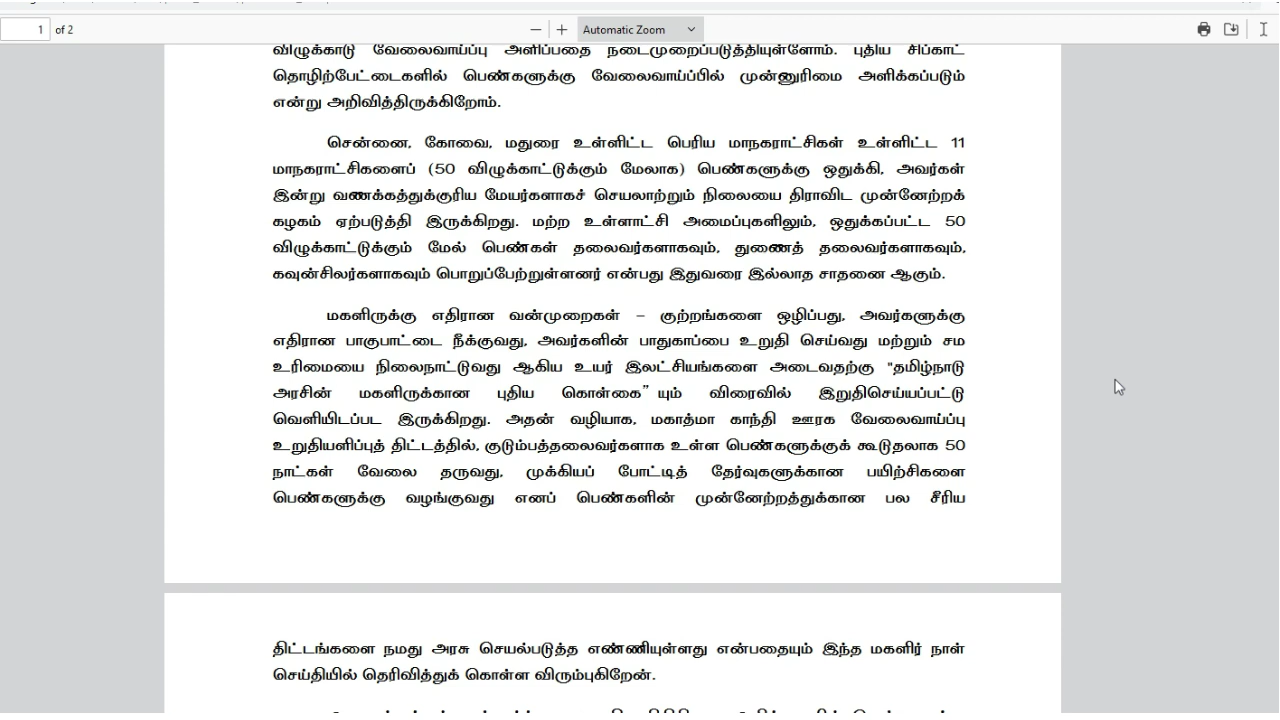 1 of 2 Automatic Zoom
விழுக்காடு வேலைவாய்ப்பு அளிப்பதை நடைமுறைப்படுத்தியுள்ளோம். புதிய சிப்காட்
தொழிற்பேட்டைகளில் பெண்களுக்கு வேலைவாய்ப்பில் முன்னுரிமை அளிக்கப்படும்
என்று அறிவித்திருக்கிறோம்.
சென்னை, கோவை, மதுரை உள்ளிட்ட பெரிய மாநகராட்சிகள் உள்ளிட்ட 11
மாநகராட்சிகளைப் (50 விழுக்காட்டுக்கும் மேலாக) பெண்களுக்கு ஒதுக்கி, அவர்கள்
இன்று வணக்கத்துக்குரிய மேயர்களாகச் செயலாற்றும் நிலையை திராவிட முன்னேற்றக்
கழகம் ஏற்படுத்தி இருக்கிறது. மற்ற உள்ளாட்சி அமைப்புகளிலும், ஒதுக்கப்பட்ட 50
விழுக்காட்டுக்கும் மேல் பெண்கள் தலைவர்களாகவும், துணைத் தலைவர்களாகவும்,
கவுன்சிலர்களாகவும் பொறுப்பேற்றுள்ளனர் என்பது இதுவரை இல்லாத சாதனை ஆகும்.
மகளிருக்கு எதிரான வன்முறைகள் – குற்றங்களை ஒழிப்பது, அவர்களுக்கு
எதிரான பாகுபாட்டை நீக்குவது, அவர்களின் பாதுகாப்பை உறுதி செய்வது மற்றும் சம
உரிமையை நிலைநாட்டுவது ஆகிய உயர் இலட்சியங்களை அடைவதற்கு "தமிழ்நாடு
அரசின் மகளிருக்கான புதிய கொள்கை” யும் விரைவில் இறுதிசெய்யப்பட்டு
வெளியிடப்பட இருக்கிறது. அதன் வழியாக, மகாத்மா காந்தி ஊரக வேலைவாய்ப்பு
உறுதியளிப்புத் திட்டத்தில், குடும்பத்தலைவர்களாக உள்ள பெண்களுக்குக் கூடுதலாக 50
நாட்கள் வேலை தருவது, முக்கியப் போட்டித் தேர்வுகளுக்கான பயிற்சிகளை
பெண்களுக்கு வழங்குவது எனப் பெண்களின் முன்னேற்றத்துக்கான பல சீரிய
திட்டங்களை நமது அரசு செயல்படுத்த எண்ணியுள்ளது என்பதையும் இந்த மகளிர் நாள்
செய்தியில் தெரிவித்துக் கொள்ள விரும்புகிறேன்.